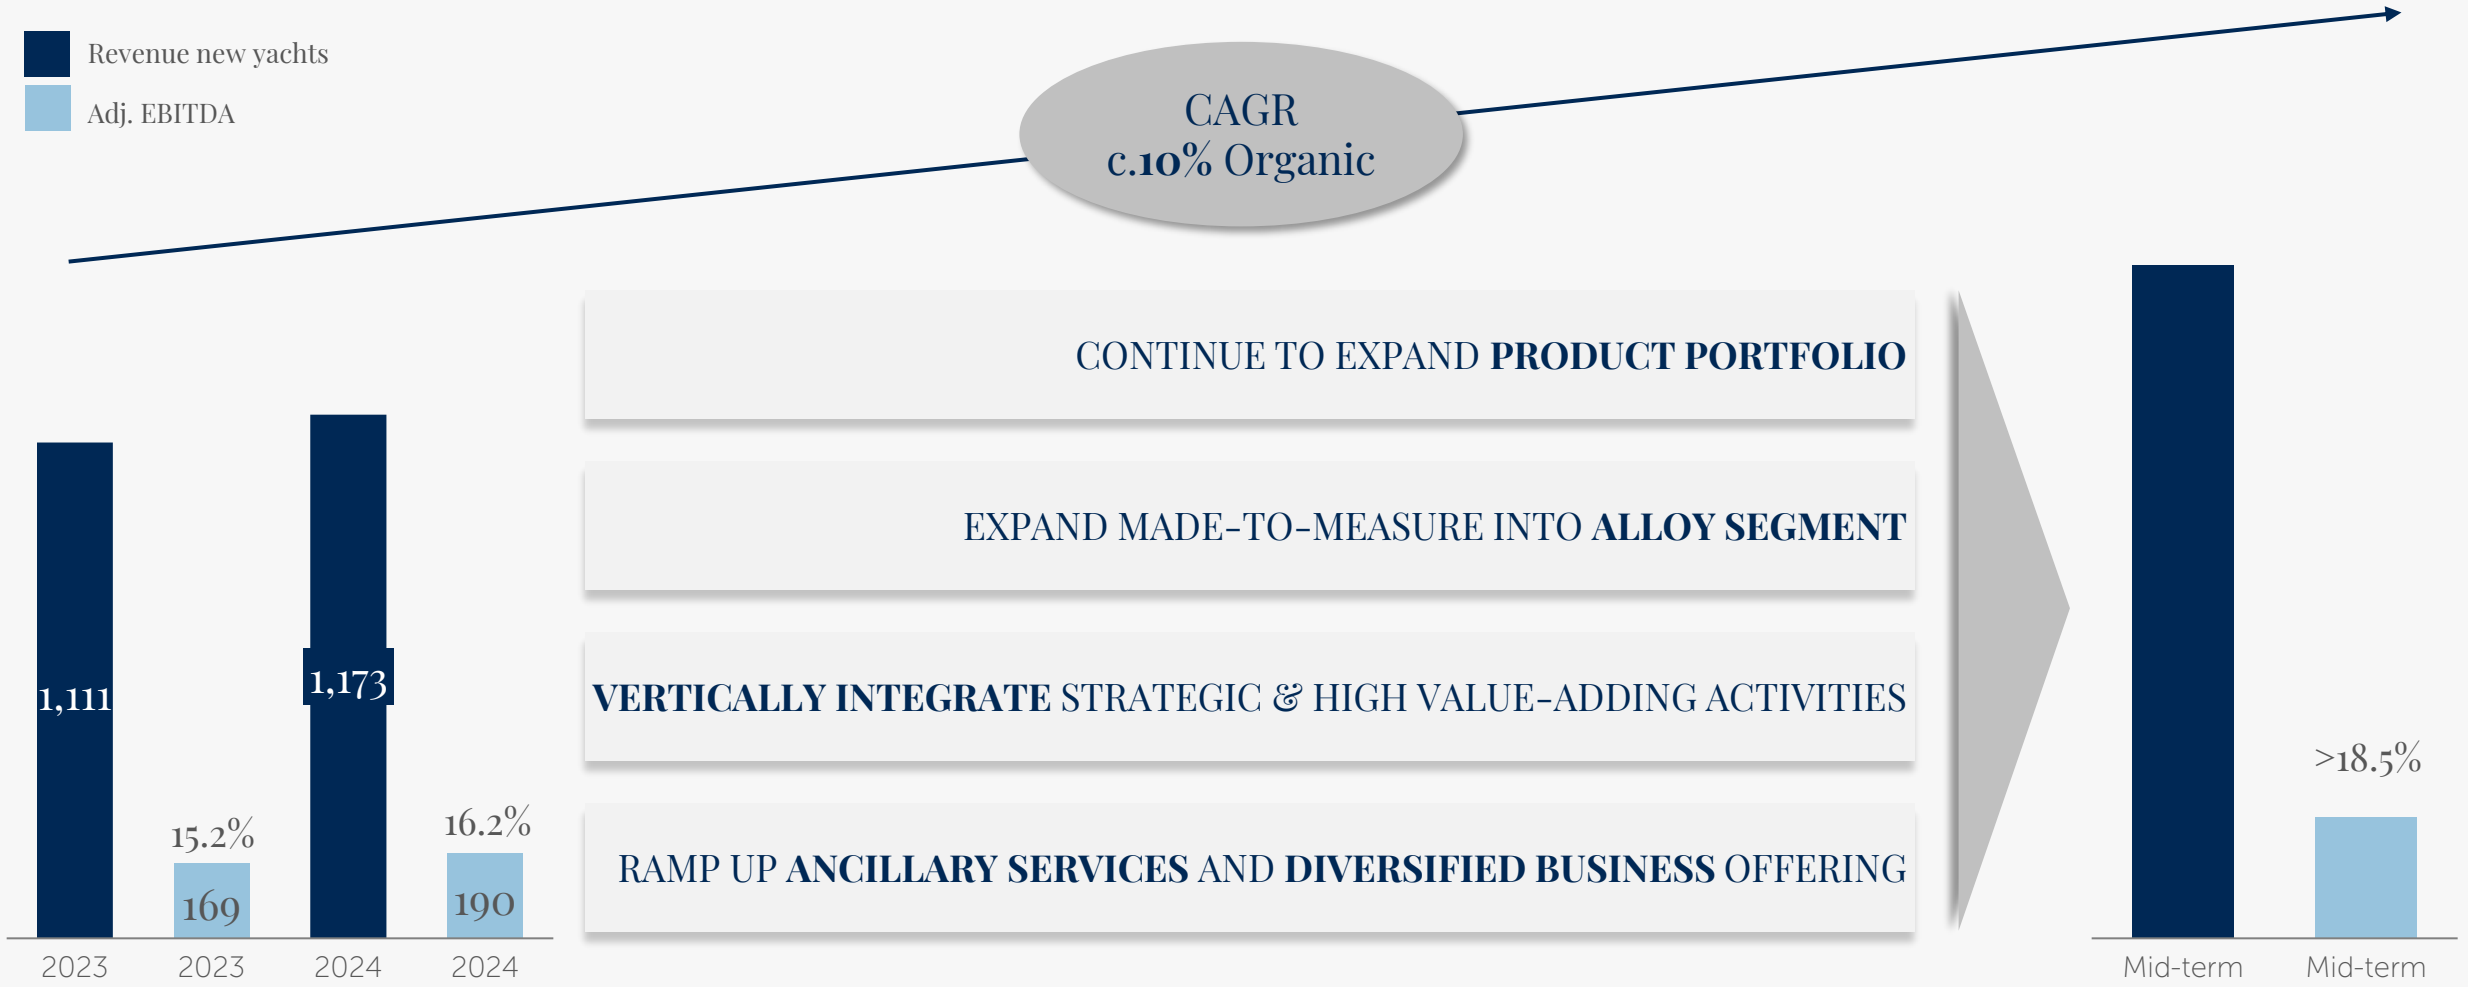 Revenue new yachts
Adj. EBITDA
CAGR
c.10% Organic
CONTINUE TO EXPAND PRODUCT PORTFOLIO
EXPAND MADE-TO-MEASURE INTO ALLOY SEGMENT
VERTICALLY INTEGRATE STRATEGIC & HIGH VALUE-ADDING ACTIVITIES
RAMP UP ANCILLARY SERVICES AND DIVERSIFIED BUSINESS OFFERING
1,111
15.2%
169
1,173
16.2%
190
>18.5%
2023
2023
2024
2024
Mid-term
Mid-term